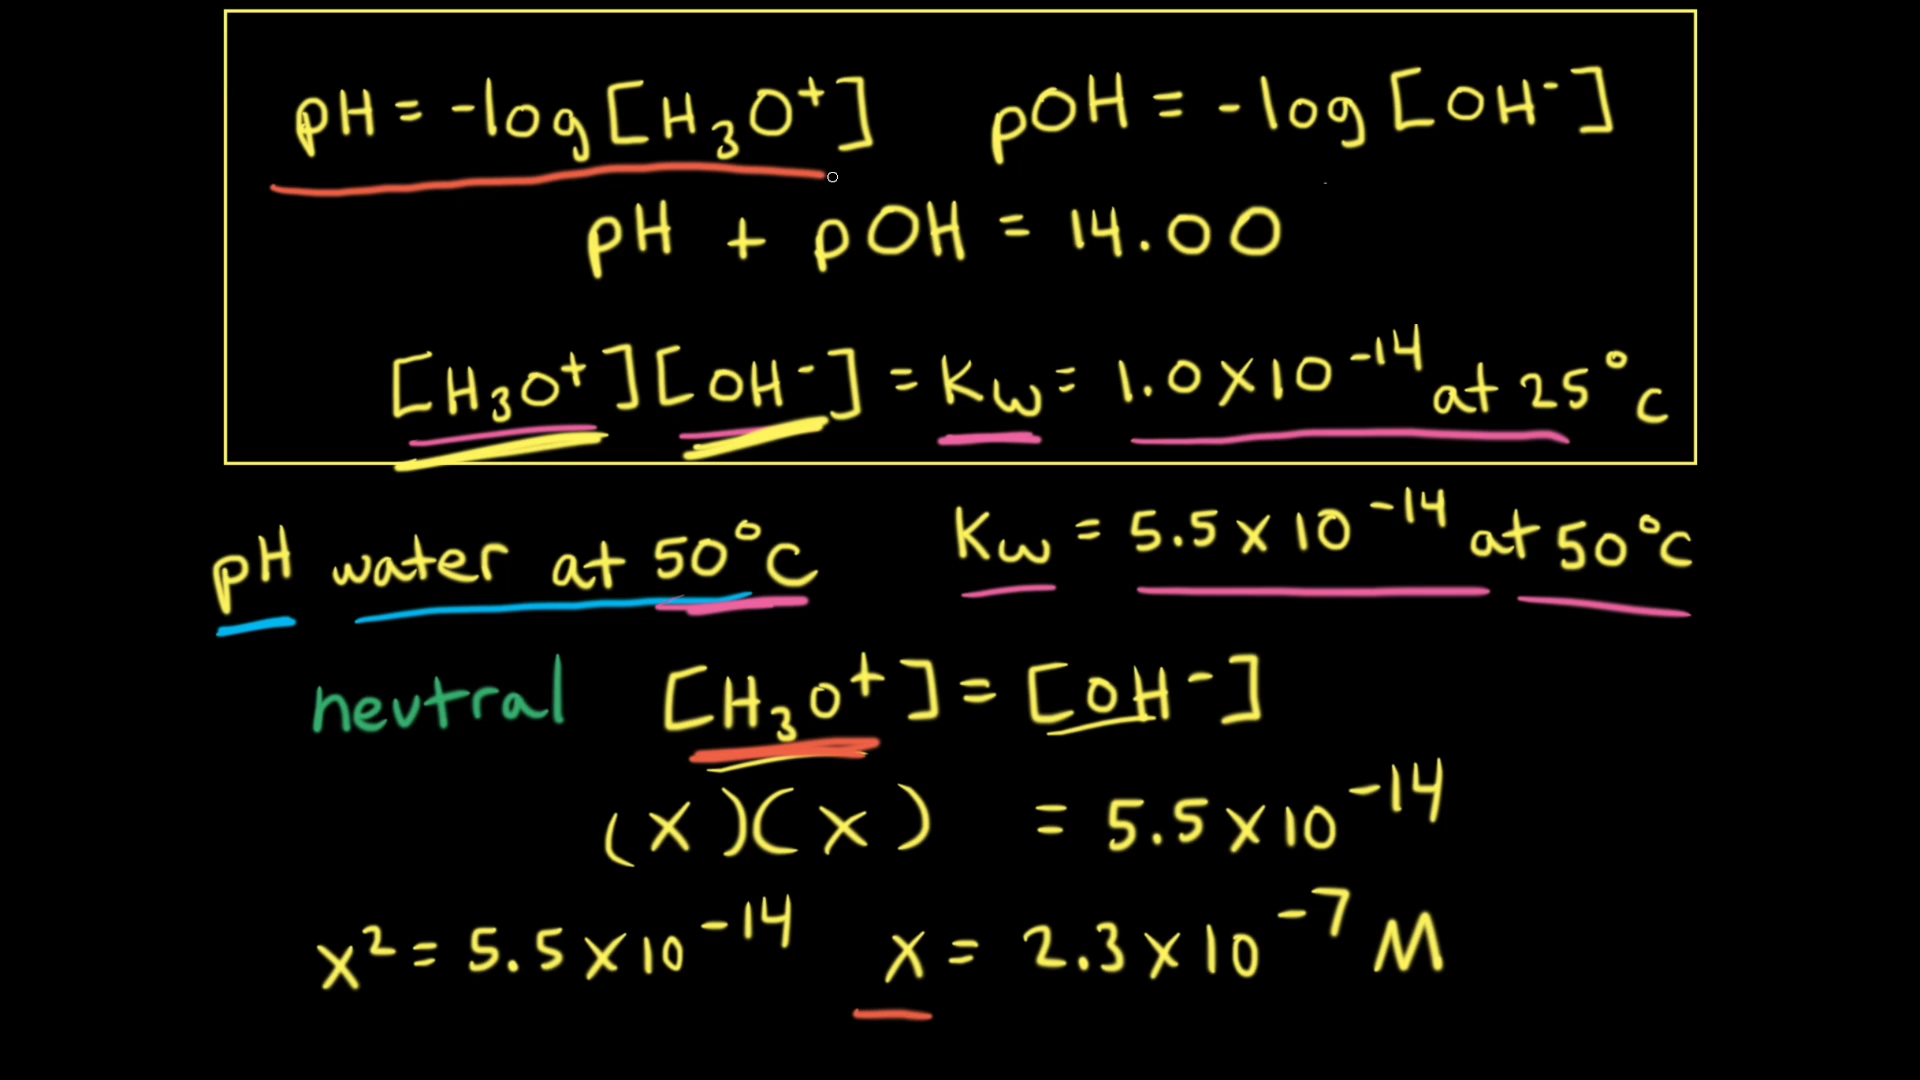 pH = -log[H₃O⁺] pOH = -log[OH⁻]
pH + pOH = 14.00
[H₃O⁺][OH⁻] = Kw = 1.0 x 10⁻¹⁴ at 25°C
pH water at 50°C Kw = 5.5 x 10⁻¹⁴ at 50°C
neutral [H₃O⁺] = [OH⁻]
(x)(x) = 5.5 x 10⁻¹⁴
x² = 5.5 x 10⁻¹⁴ x = 2.3 x 10⁻⁷ M